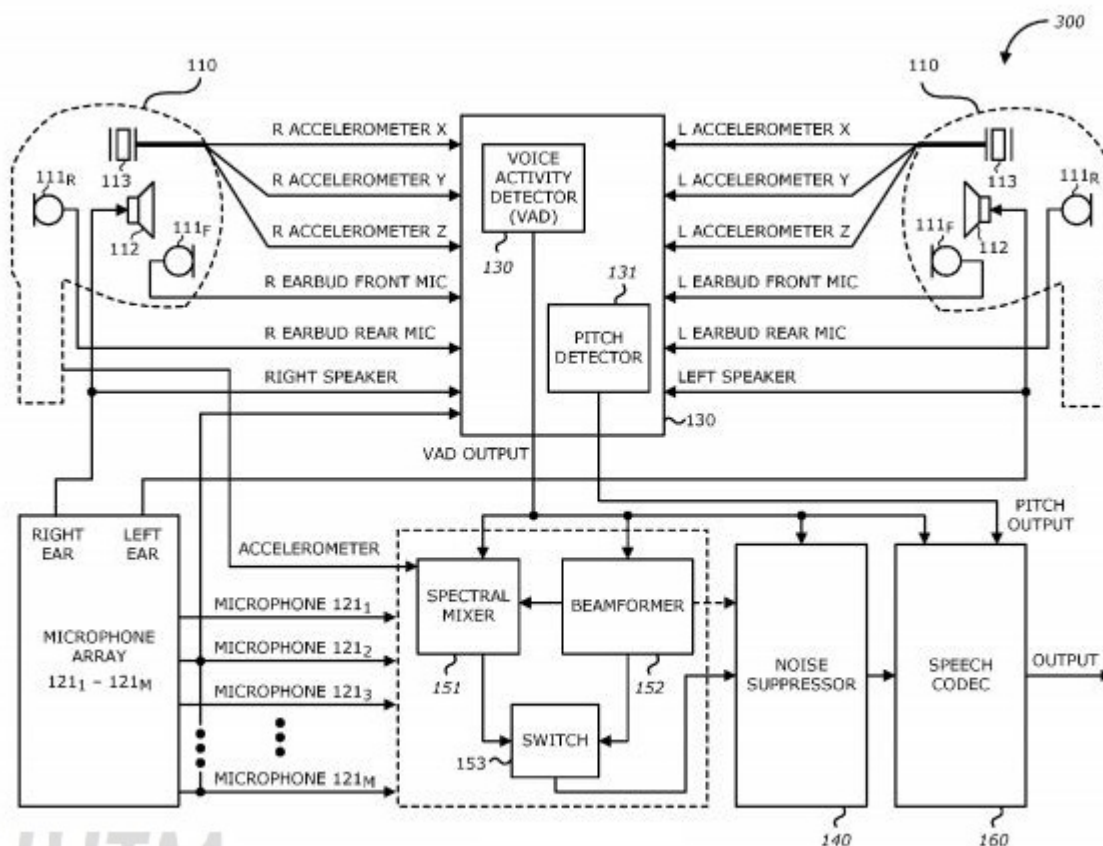 300
110
110
R ACCELEROMETER X
L ACCELEROMETER X
113
113
VOICE
ACTIVITY
DETECTOR
(VAD)
130
111R
111R
R ACCELEROMETER Y
L ACCELEROMETER Y
112
112
111F
111F
R ACCELEROMETER Z
L ACCELEROMETER Z
131
PITCH
DETECTOR
R EARBUD FRONT MIC
L EARBUD FRONT MIC
R EARBUD REAR MIC
L EARBUD REAR MIC
RIGHT SPEAKER
LEFT SPEAKER
130
VAD OUTPUT
PITCH
OUTPUT
RIGHT
EAR
LEFT
EAR
MICROPHONE
ARRAY
121₁ – 121M
ACCELEROMETER
MICROPHONE 121₁
MICROPHONE 121₂
MICROPHONE 121₃
MICROPHONE 121M
SPECTRAL
MIXER
151
BEAMFORMER
152
SWITCH
153
NOISE
SUPPRESSOR
140
SPEECH
CODEC
160
OUTPUT